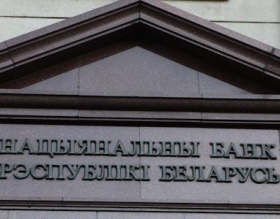 НАЦЫЯНАЛЬНЫ БАНК
РЭСПУБЛІКІ БЕЛАРУСЬ